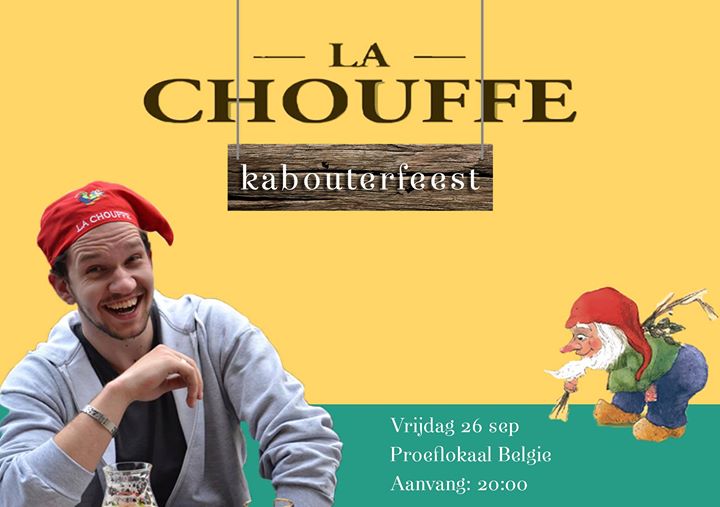 LA
CHOUFFE
kabouterfeest
LA CHOUFFE
Vrijdag 26 sep
Proeflokaal Belgie
Aanvang: 20:00